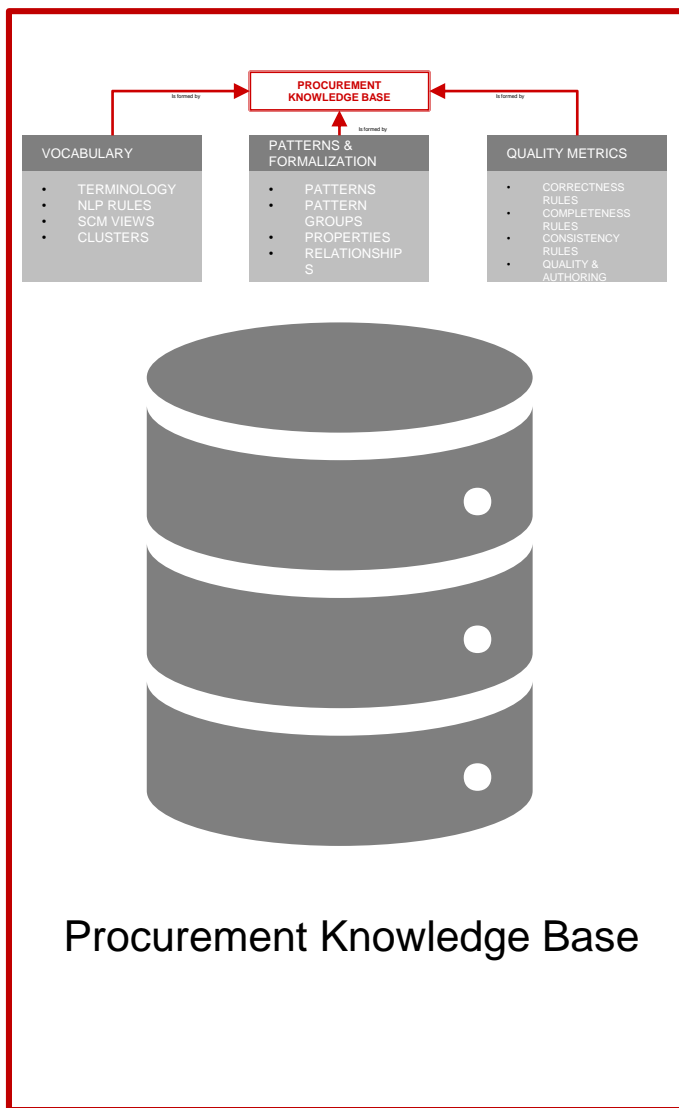 PROCUREMENT
KNOWLEDGE BASE
Is formed by
Is formed by
Is formed by
VOCABULARY
• TERMINOLOGY
• NLP RULES
• SCM VIEWS
• CLUSTERS
PATTERNS &
FORMALIZATION
• PATTERNS
• PATTERN
GROUPS
• PROPERTIES
• RELATIONSHIP
S
QUALITY METRICS
• CORRECTNESS
RULES
• COMPLETENESS
RULES
• CONSISTENCY
RULES
• QUALITY &
AUTHORING
Procurement Knowledge Base